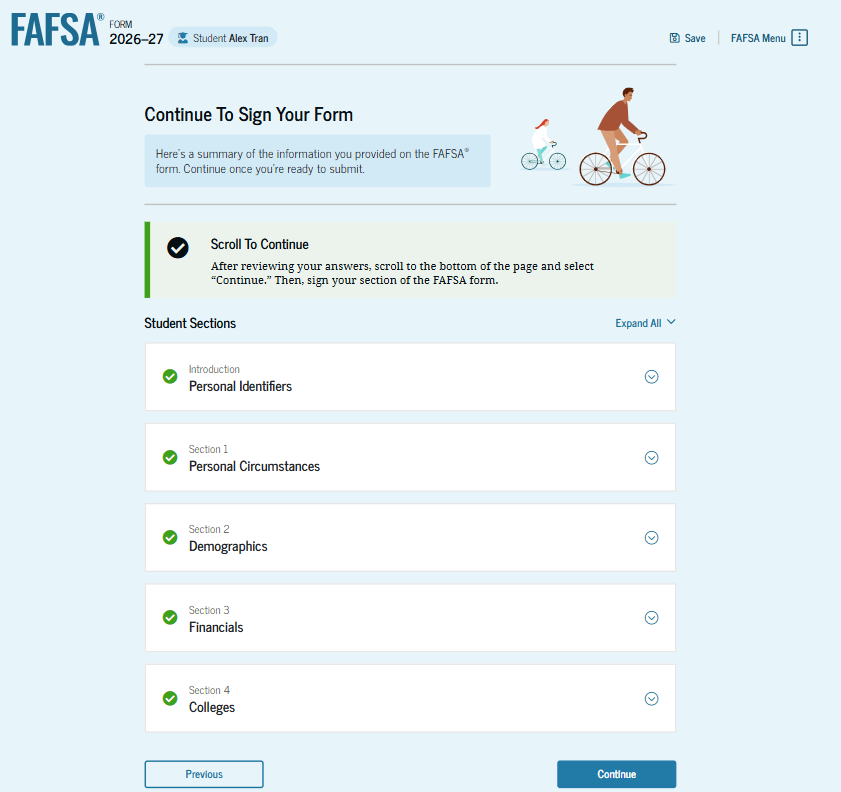 FAFSA® FORM 2026–27 Student Alex Tran Save FAFSA Menu
Continue To Sign Your Form
Here's a summary of the information you provided on the FAFSA®
form. Continue once you're ready to submit.
Scroll To Continue
After reviewing your answers, scroll to the bottom of the page and select
“Continue.” Then, sign your section of the FAFSA form.
Student Sections Expand All
Introduction
Personal Identifiers
Section 1
Personal Circumstances
Section 2
Demographics
Section 3
Financials
Section 4
Colleges
Previous Continue